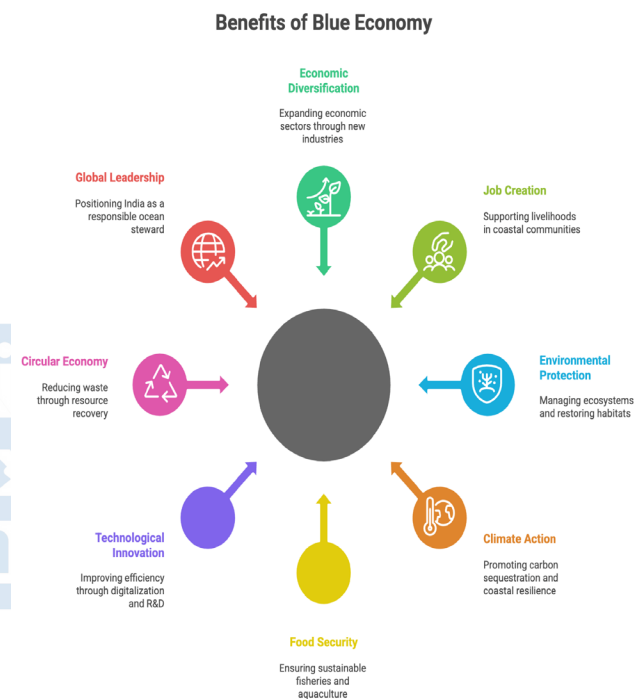 Benefits of Blue Economy
Economic
Diversification
Expanding economic
sectors through new
industries
Global Leadership
Positioning India as a
responsible ocean
steward
Job Creation
Supporting livelihoods
in coastal communities
Circular Economy
Reducing waste
through resource
recovery
Environmental
Protection
Managing ecosystems
and restoring habitats
Technological
Innovation
Improving efficiency
through digitalization
and R&D
Climate Action
Promoting carbon
sequestration and
coastal resilience
Food Security
Ensuring sustainable
fisheries and
aquaculture